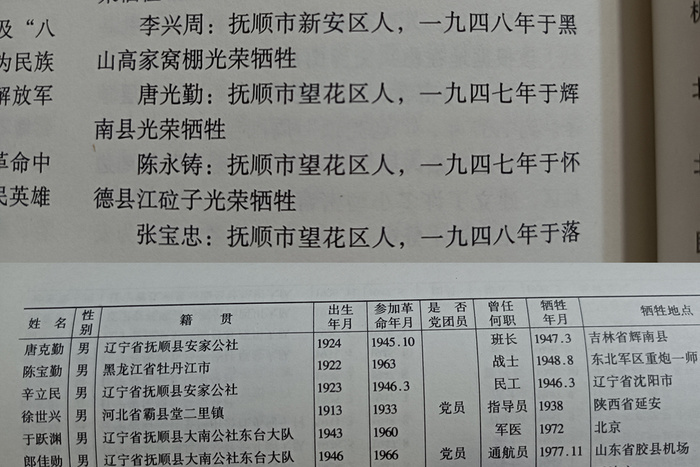 及“八
为民族
解放军
革命中
民英雄
李兴周：抚顺市新安区人，一九四八年于黑
山高家窝棚光荣牺牲
唐光勤：抚顺市望花区人，一九四七年于辉
南县光荣牺牲
陈永铸：抚顺市望花区人，一九四七年于怀
德县江砬子光荣牺牲
张宝忠：抚顺市望花区人，一九四八年于落
姓 名 性别 籍 贯 出生年月 参加革命年月 是否党团员 曾任何职 牺牲年月 牺牲地点
唐克勤 男 辽宁省抚顺县安家公社 1924 1945.10 班长 1947.3 吉林省辉南县
陈宝勤 男 黑龙江省牡丹江市 1922 1963 战士 1948.8 东北军区重炮一师
辛立民 男 辽宁省抚顺县安家公社 1923 1946.3 民工 1946.3 辽宁省沈阳市
徐世兴 男 河北省霸县堂二里镇 1913 1933 党员 指导员 1938 陕西省延安
于跃渊 男 辽宁省抚顺县大南公社东台大队 1943 1960 军医 1972 北京
郎佳勋 男 辽宁省抚顺县大南公社东台大队 1946 1966 党员 通航员 1977.11 山东省胶县机场